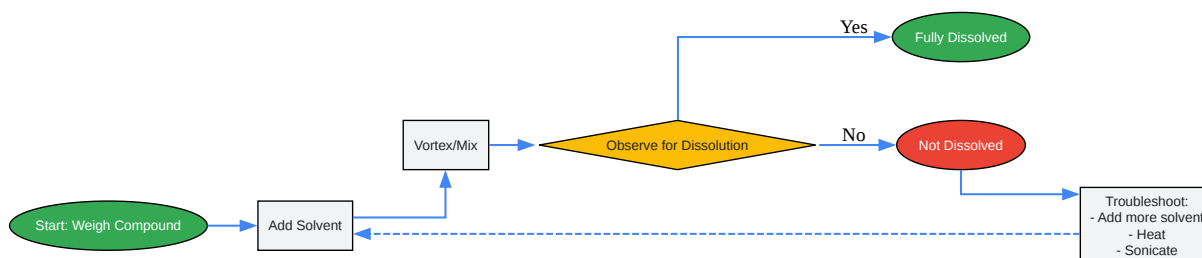 Start: Weigh Compound
Add Solvent
Vortex/Mix
Observe for Dissolution
Yes
Fully Dissolved
No
Not Dissolved
Troubleshoot:
- Add more solvent
- Heat
- Sonicate